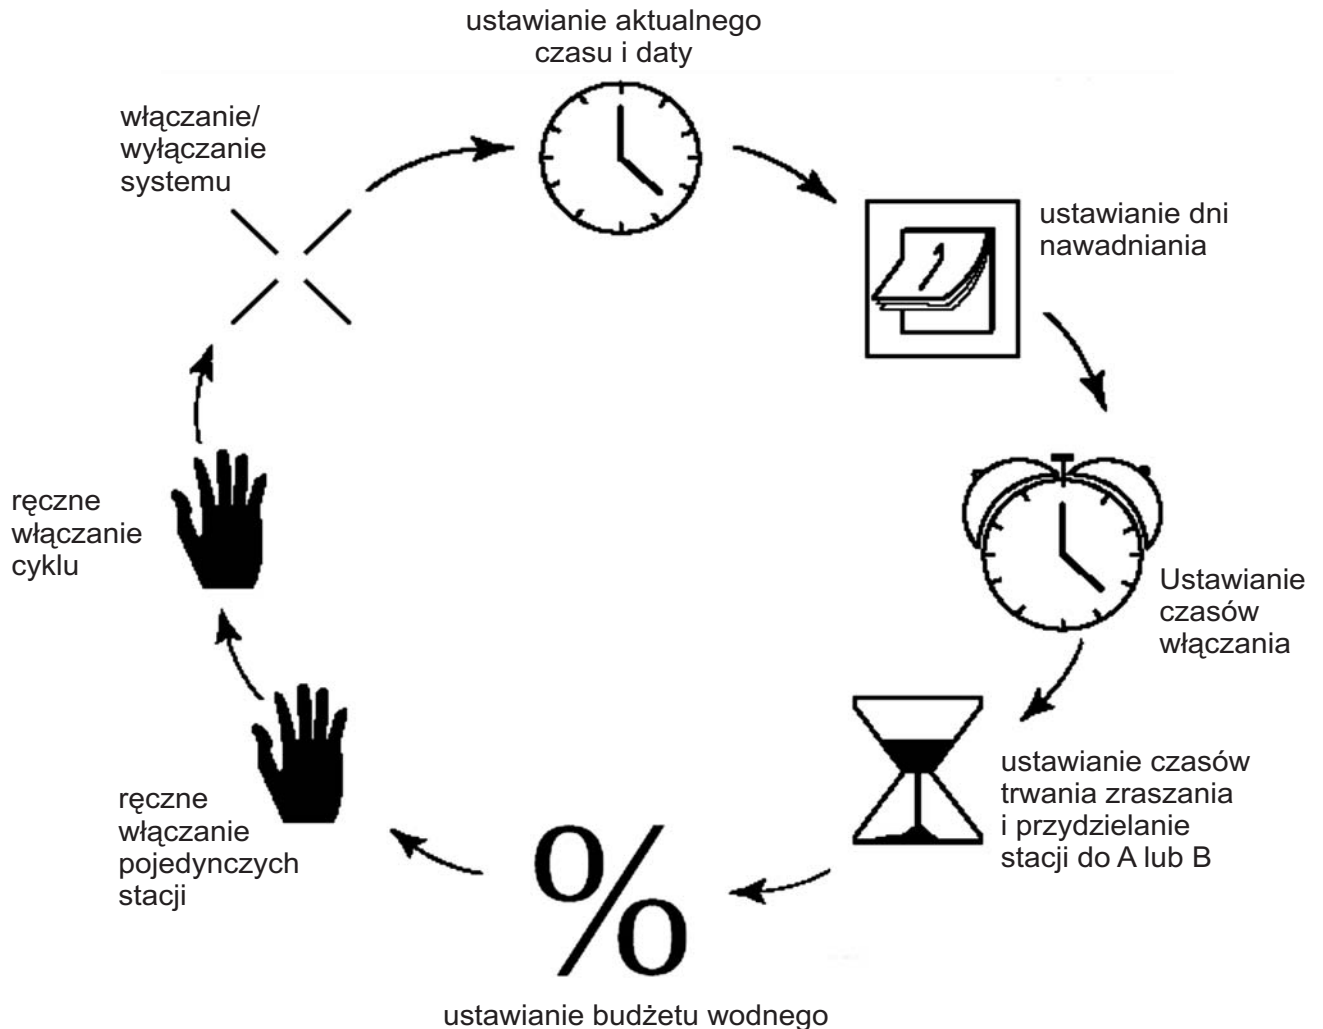 ustawianie aktualnego
czasu i daty
włączanie/
wyłączanie
systemu
ustawianie dni
nawadniania
Ustawianie
czasów
włączania
ustawianie czasów
trwania zraszania
i przydzielanie
stacji do A lub B
%
ustawianie budżetu wodnego
ręczne
włączanie
pojedynczych
stacji
ręczne
włączanie
cyklu